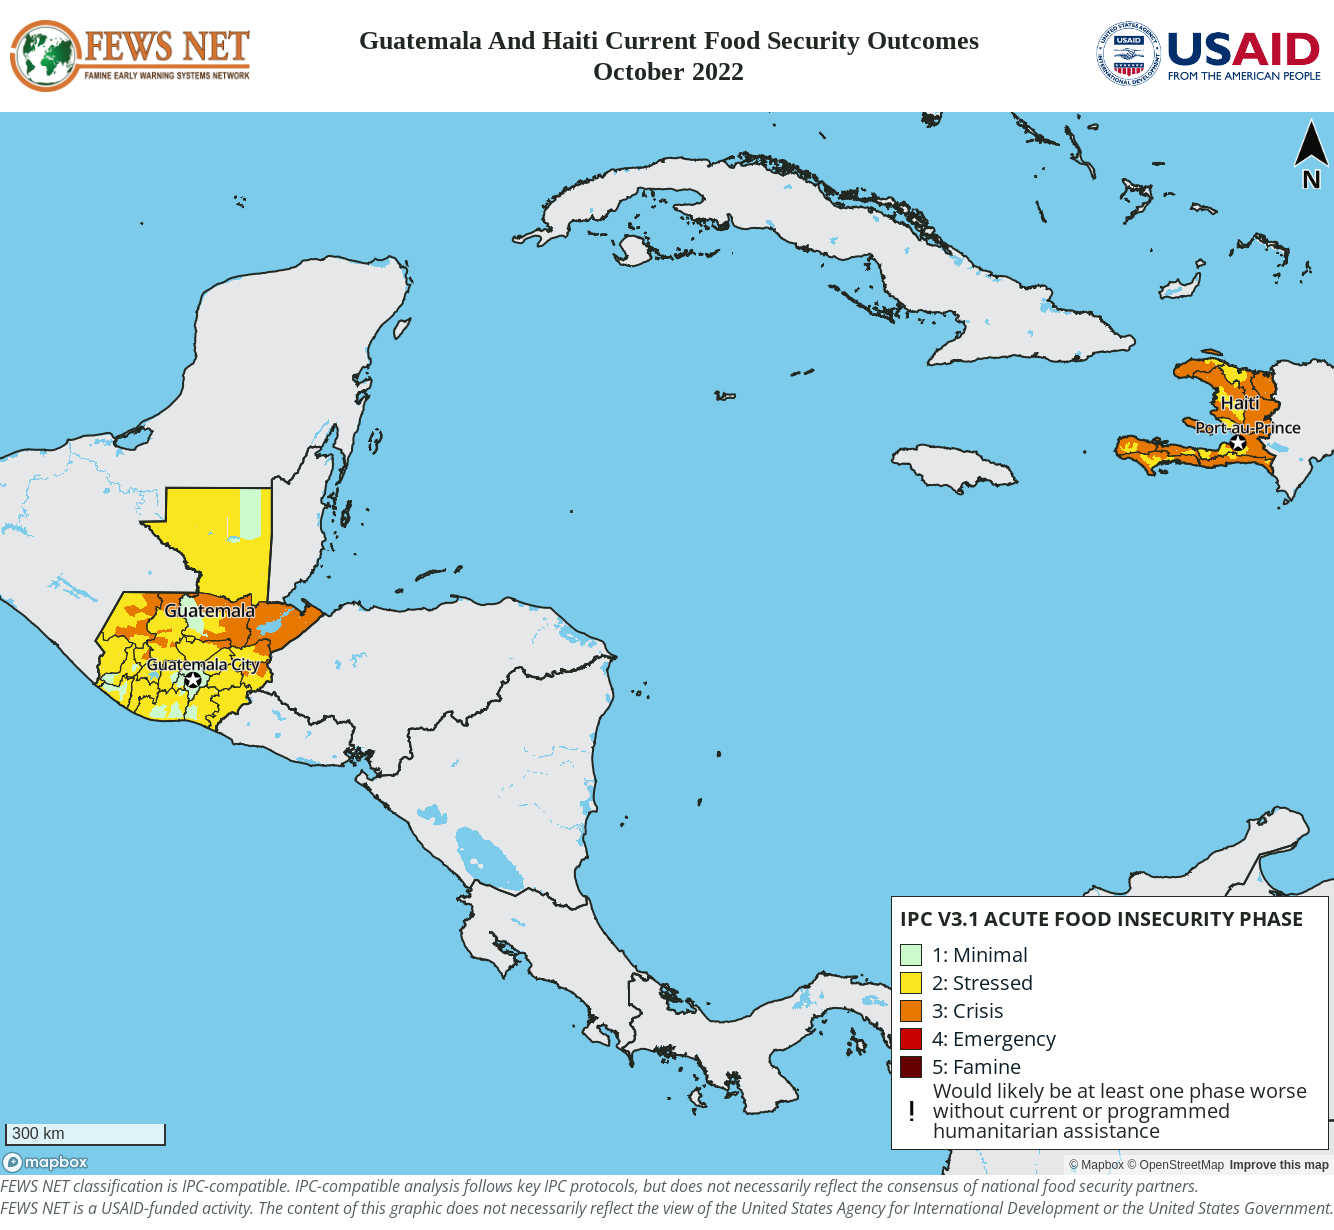 FEWS NET
FAMINE EARLY WARNING SYSTEMS NETWORK
Guatemala And Haiti Current Food Security Outcomes
October 2022
UNITED STATES AGENCY
USAID
INTERNATIONAL DEVELOPMENT
USAID
FROM THE AMERICAN PEOPLE
N
Haiti
Port-au-Prince
Guatemala
Guatemala City
IPC V3.1 ACUTE FOOD INSECURITY PHASE
1: Minimal
2: Stressed
3: Crisis
4: Emergency
5: Famine
! Would likely be at least one phase worse
without current or programmed
humanitarian assistance
300 km
mapbox
© Mapbox © OpenStreetMap Improve this map
FEWS NET classification is IPC-compatible. IPC-compatible analysis follows key IPC protocols, but does not necessarily reflect the consensus of national food security partners.
FEWS NET is a USAID-funded activity. The content of this graphic does not necessarily reflect the view of the United States Agency for International Development or the United States Government.